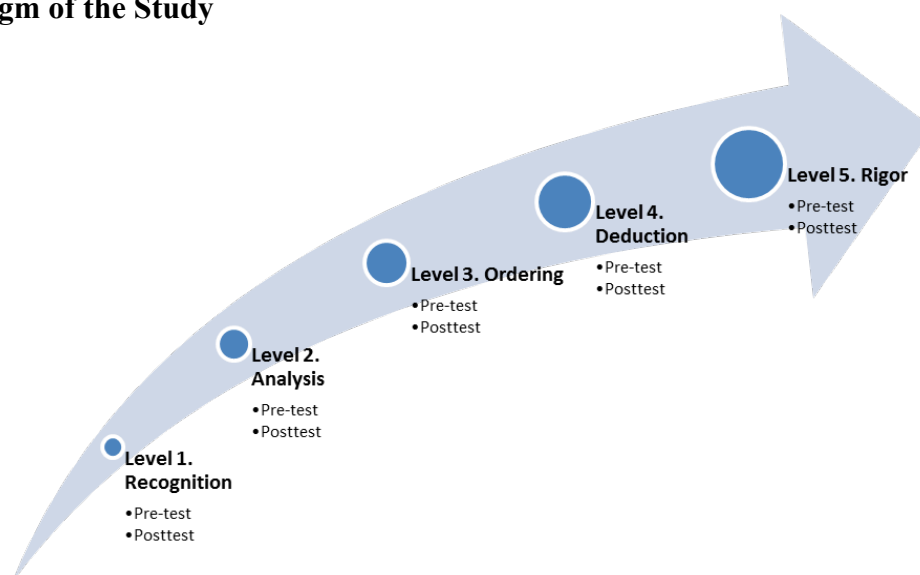 gm of the Study
Level 5. Rigor
•Pre-test
•Posttest
Level 4.
Deduction
•Pre-test
•Posttest
Level 3. Ordering
•Pre-test
•Posttest
Level 2.
Analysis
•Pre-test
•Posttest
Level 1.
Recognition
•Pre-test
•Posttest